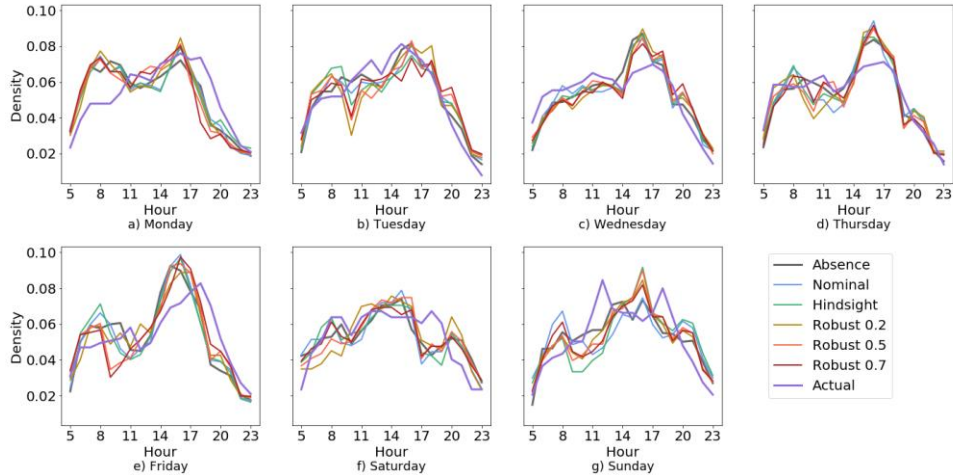 0.10
0.08
0.06
0.04
0.02
Density
5 8 11 14 17 20 23
5 8 11 14 17 20 23
5 8 11 14 17 20 23
5 8 11 14 17 20 23
Hour
Hour
Hour
Hour
a) Monday
b) Tuesday
c) Wednesday
d) Thursday
0.10
0.08
0.06
0.04
0.02
Density
5 8 11 14 17 20 23
5 8 11 14 17 20 23
5 8 11 14 17 20 23
Hour
Hour
Hour
e) Friday
f) Saturday
g) Sunday
Absence
Nominal
Hindsight
Robust 0.2
Robust 0.5
Robust 0.7
Actual